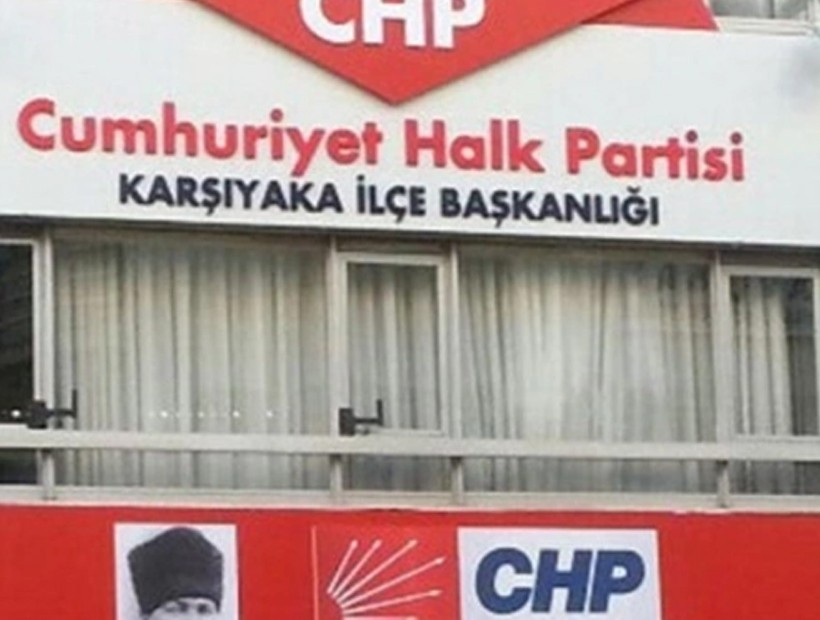 CHP
Cumhuriyet Halk Partisi
KARŞIYAKA İLÇE BAŞKANLIĞI
CHP